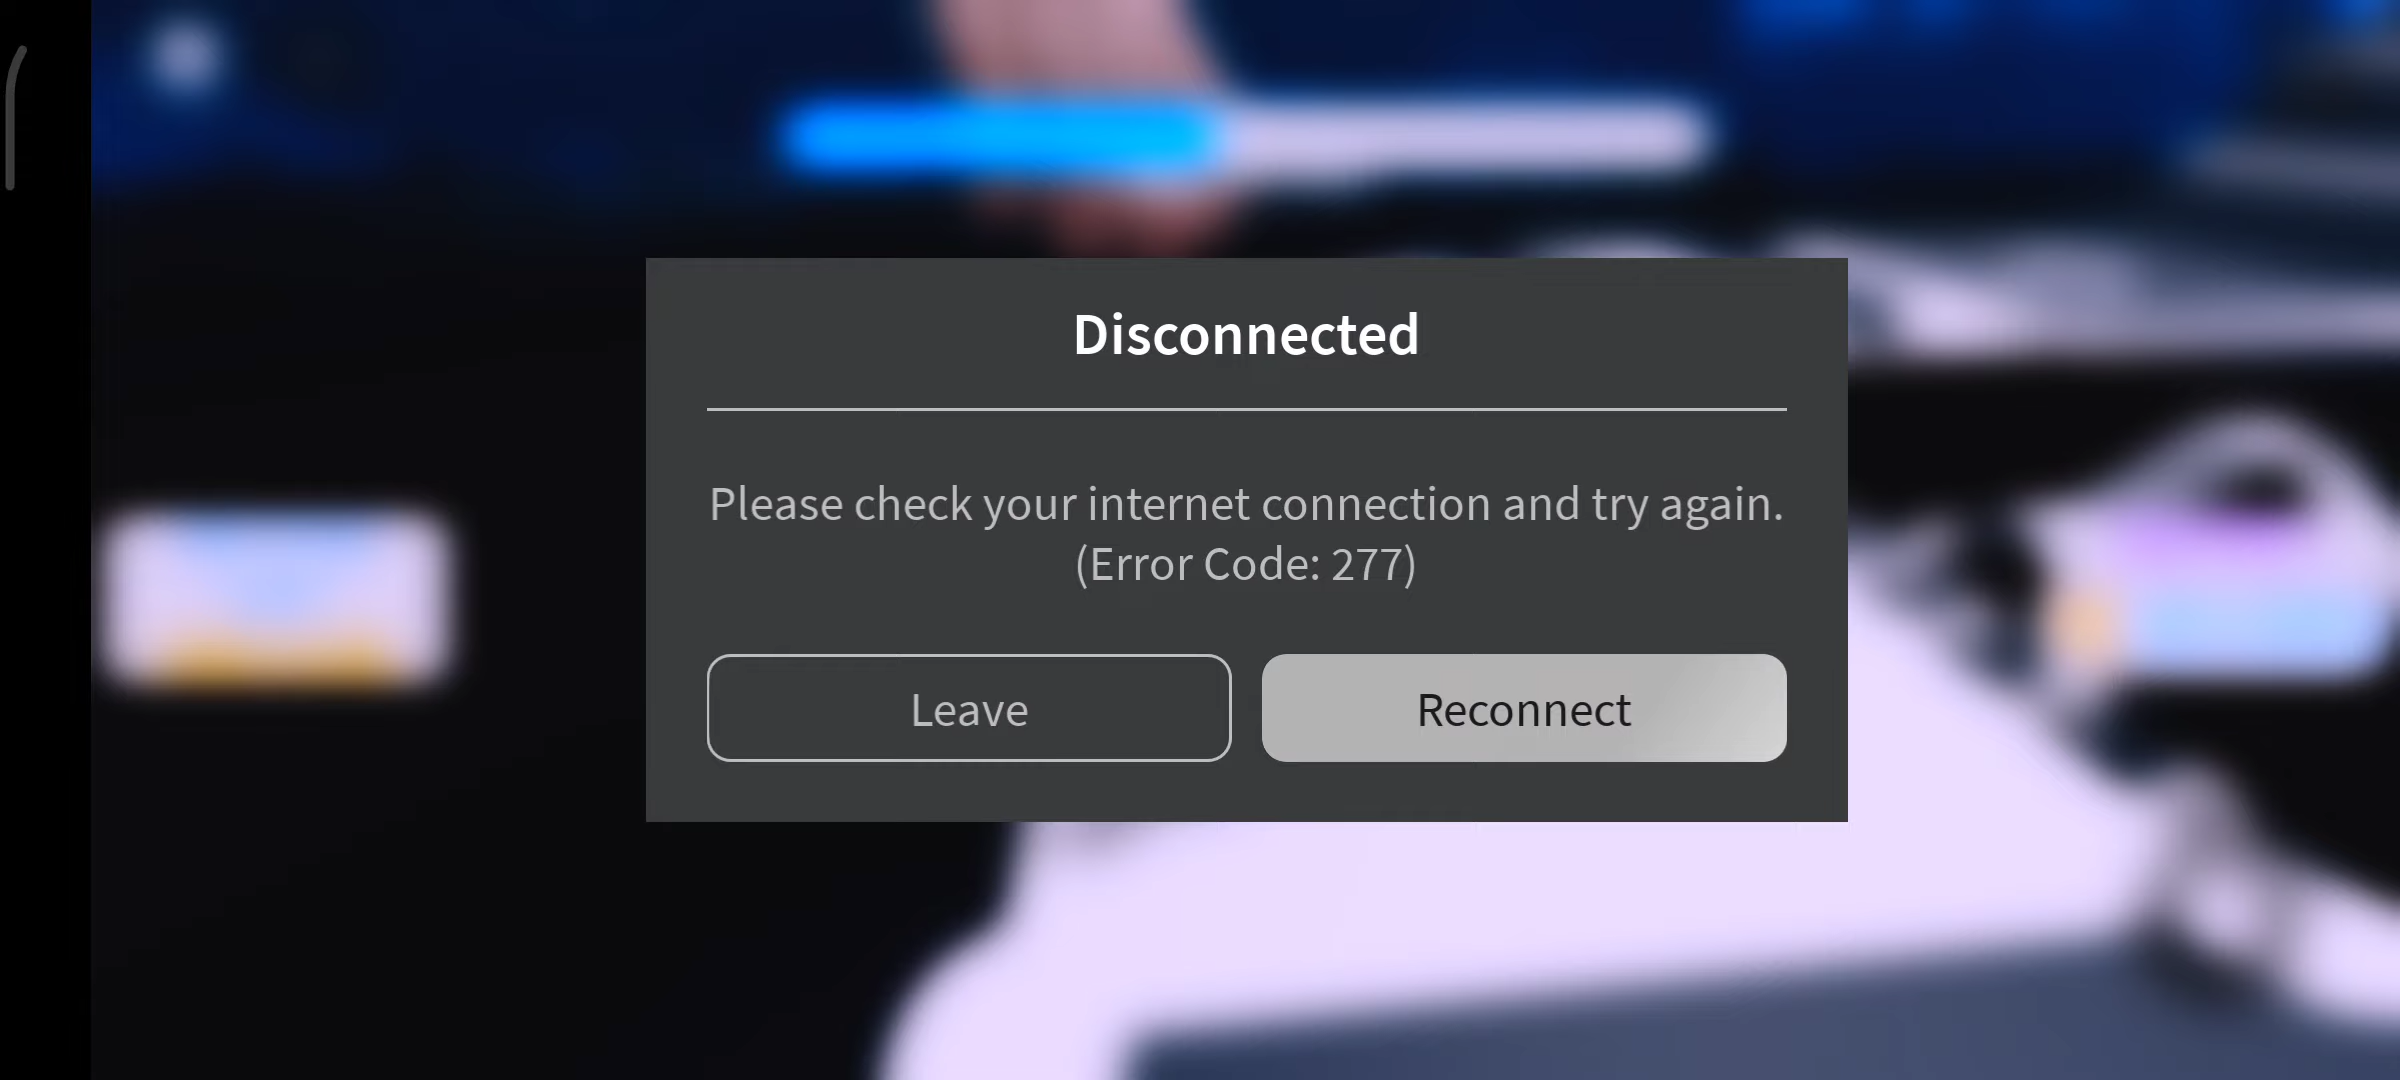 Disconnected
Please check your internet connection and try again.
(Error Code: 277)
Leave
Reconnect